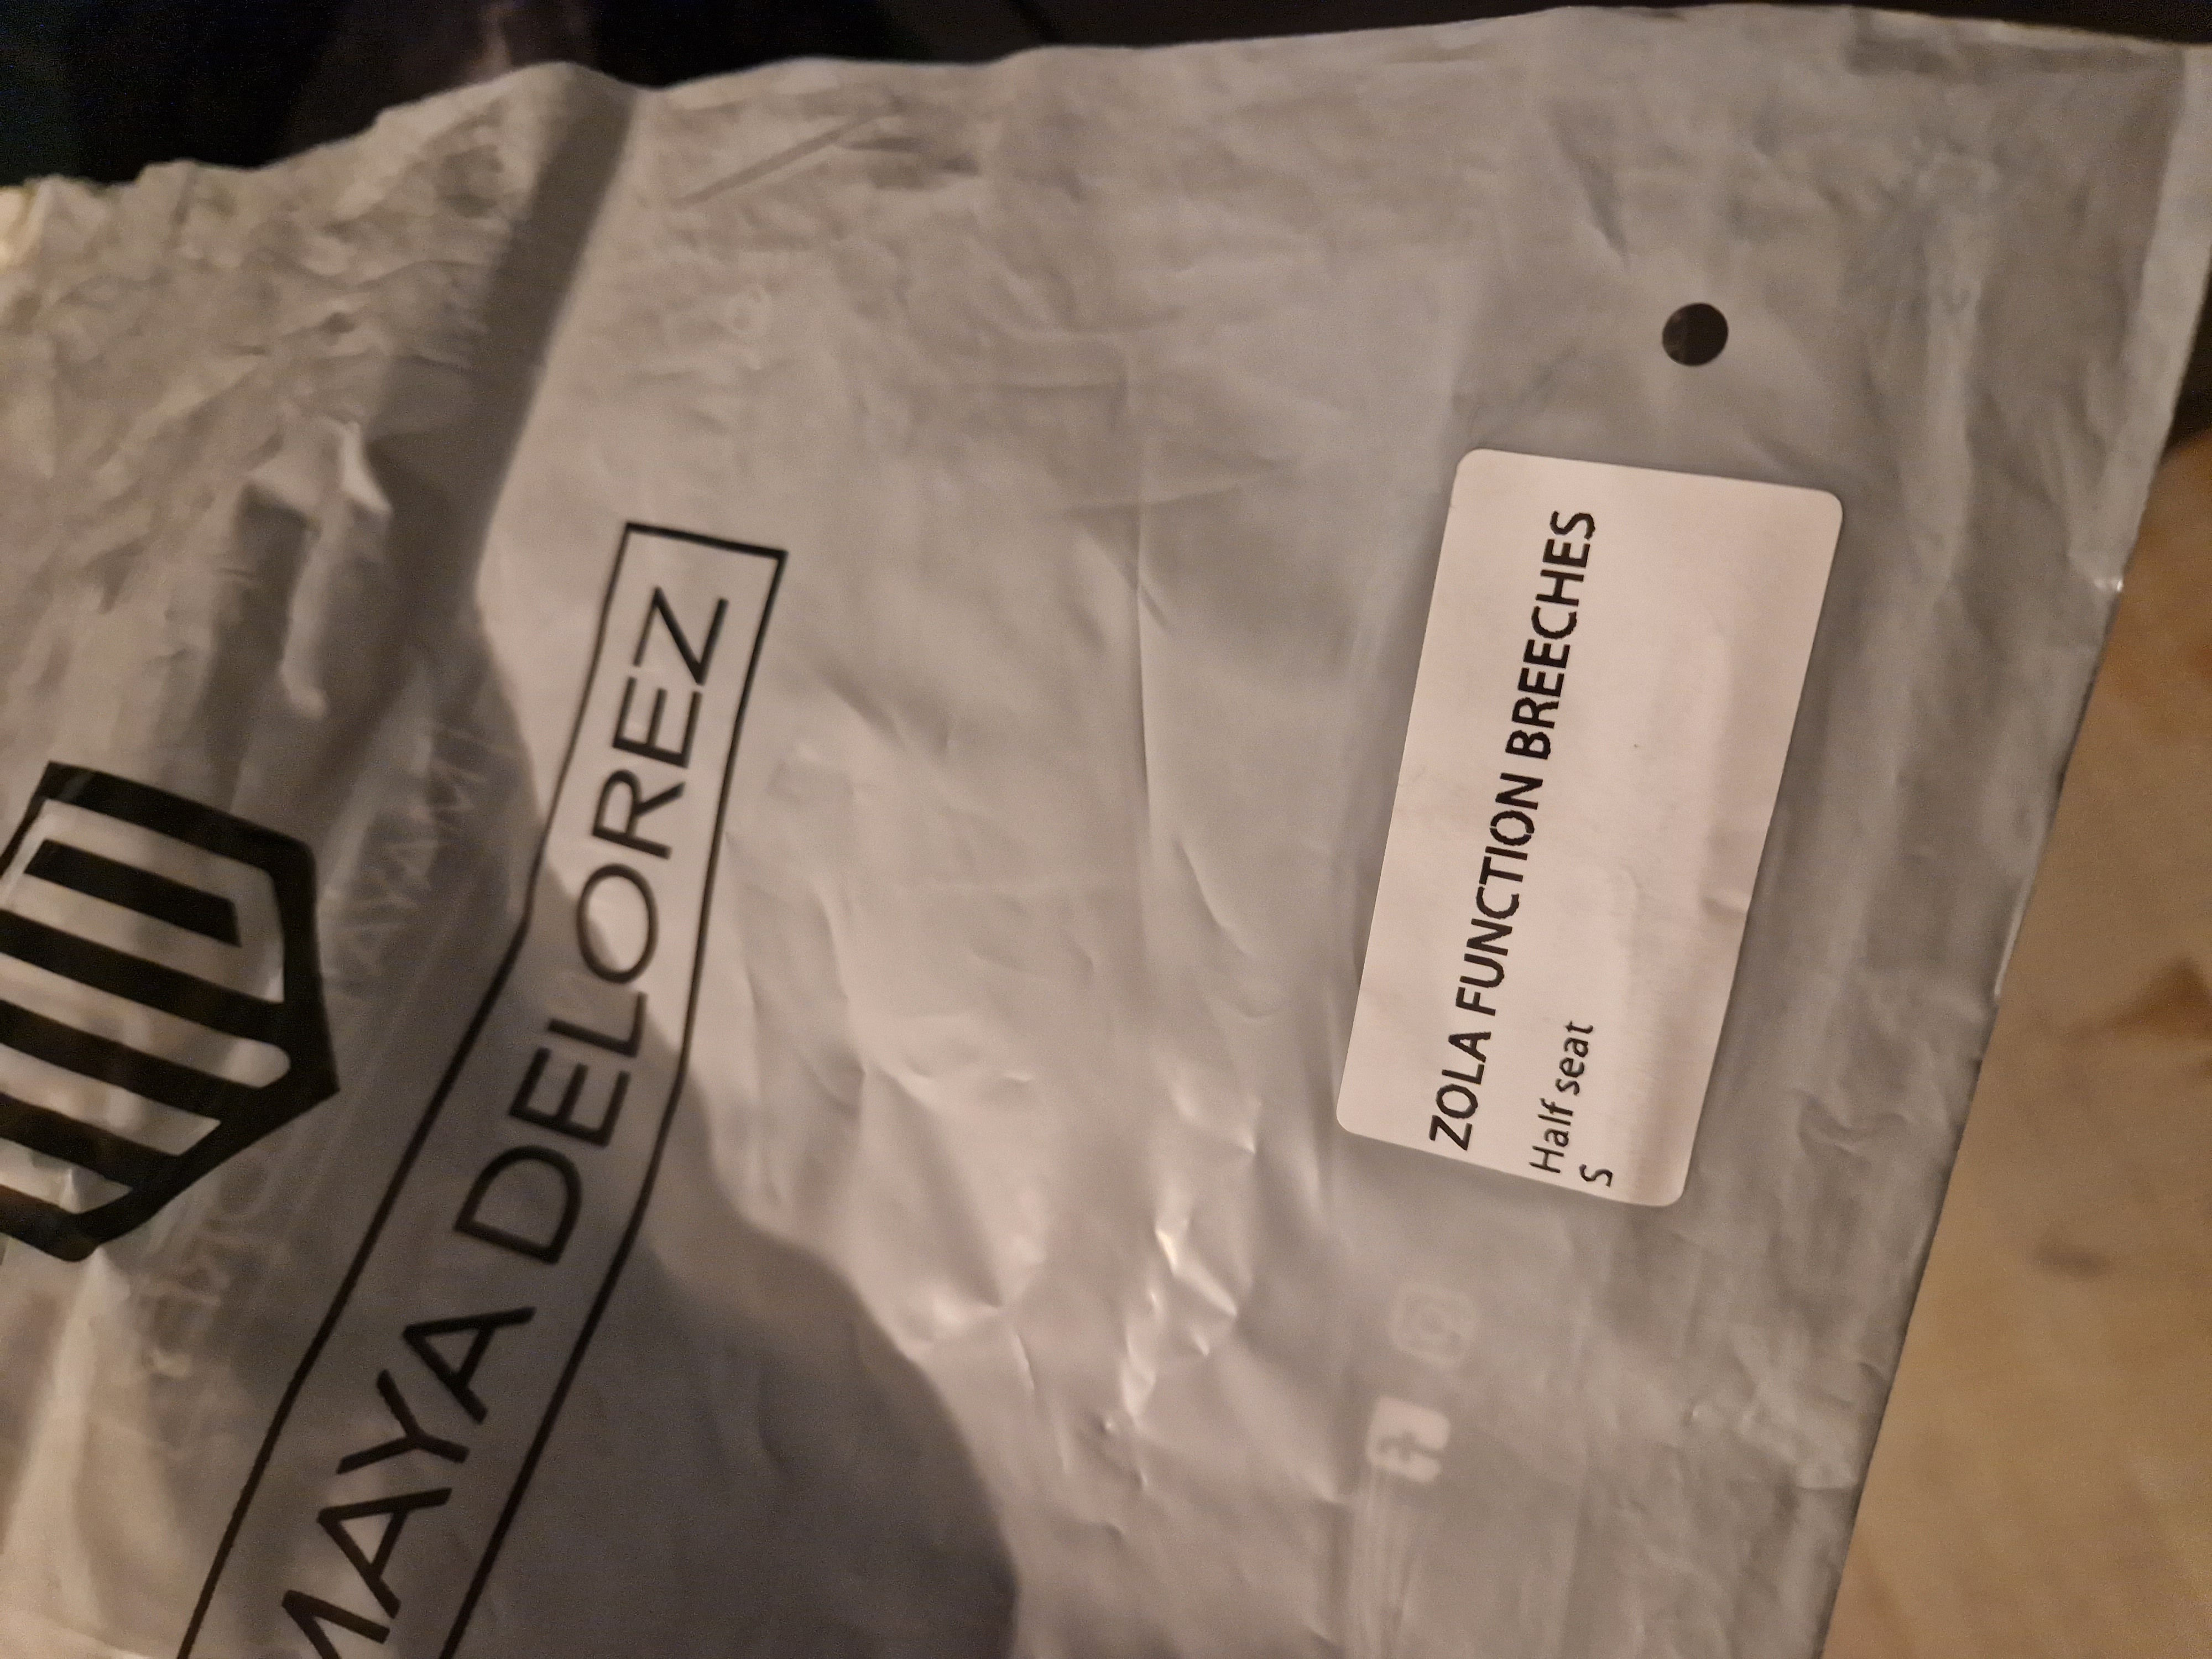 MAYA DELOREZ
ZOLA FUNCTION BREECHES
Half seat
S